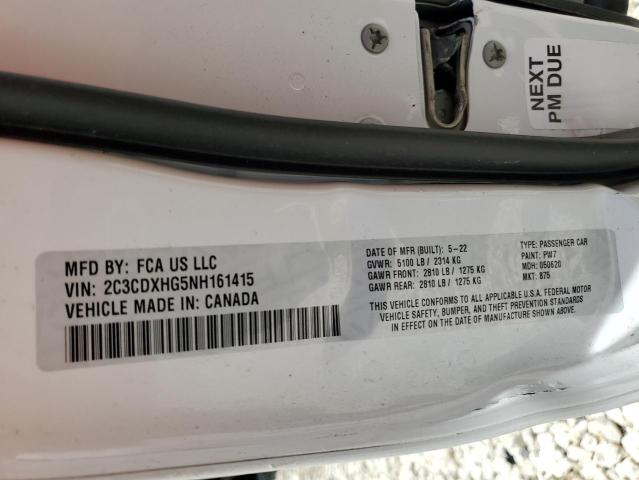 NEXT
PM DUE
MFD BY: FCA US LLC
VIN: 2C3CDXHG5NH161415
VEHICLE MADE IN: CANADA
DATE OF MFR (BUILT): 5-22
GVWR: 5100 LB / 2314 KG
GAWR FRONT: 2810 LB / 1275 KG
GAWR REAR: 2810 LB / 1275 KG
TYPE: PASSENGER CAR
PAINT: PW7
MDH: 050620
MKT: 875
THIS VEHICLE CONFORMS TO ALL APPLICABLE U.S.A. FEDERAL MOTOR
VEHICLE SAFETY, BUMPER, AND THEFT PREVENTION STANDARDS
IN EFFECT ON THE DATE OF MANUFACTURE SHOWN ABOVE.